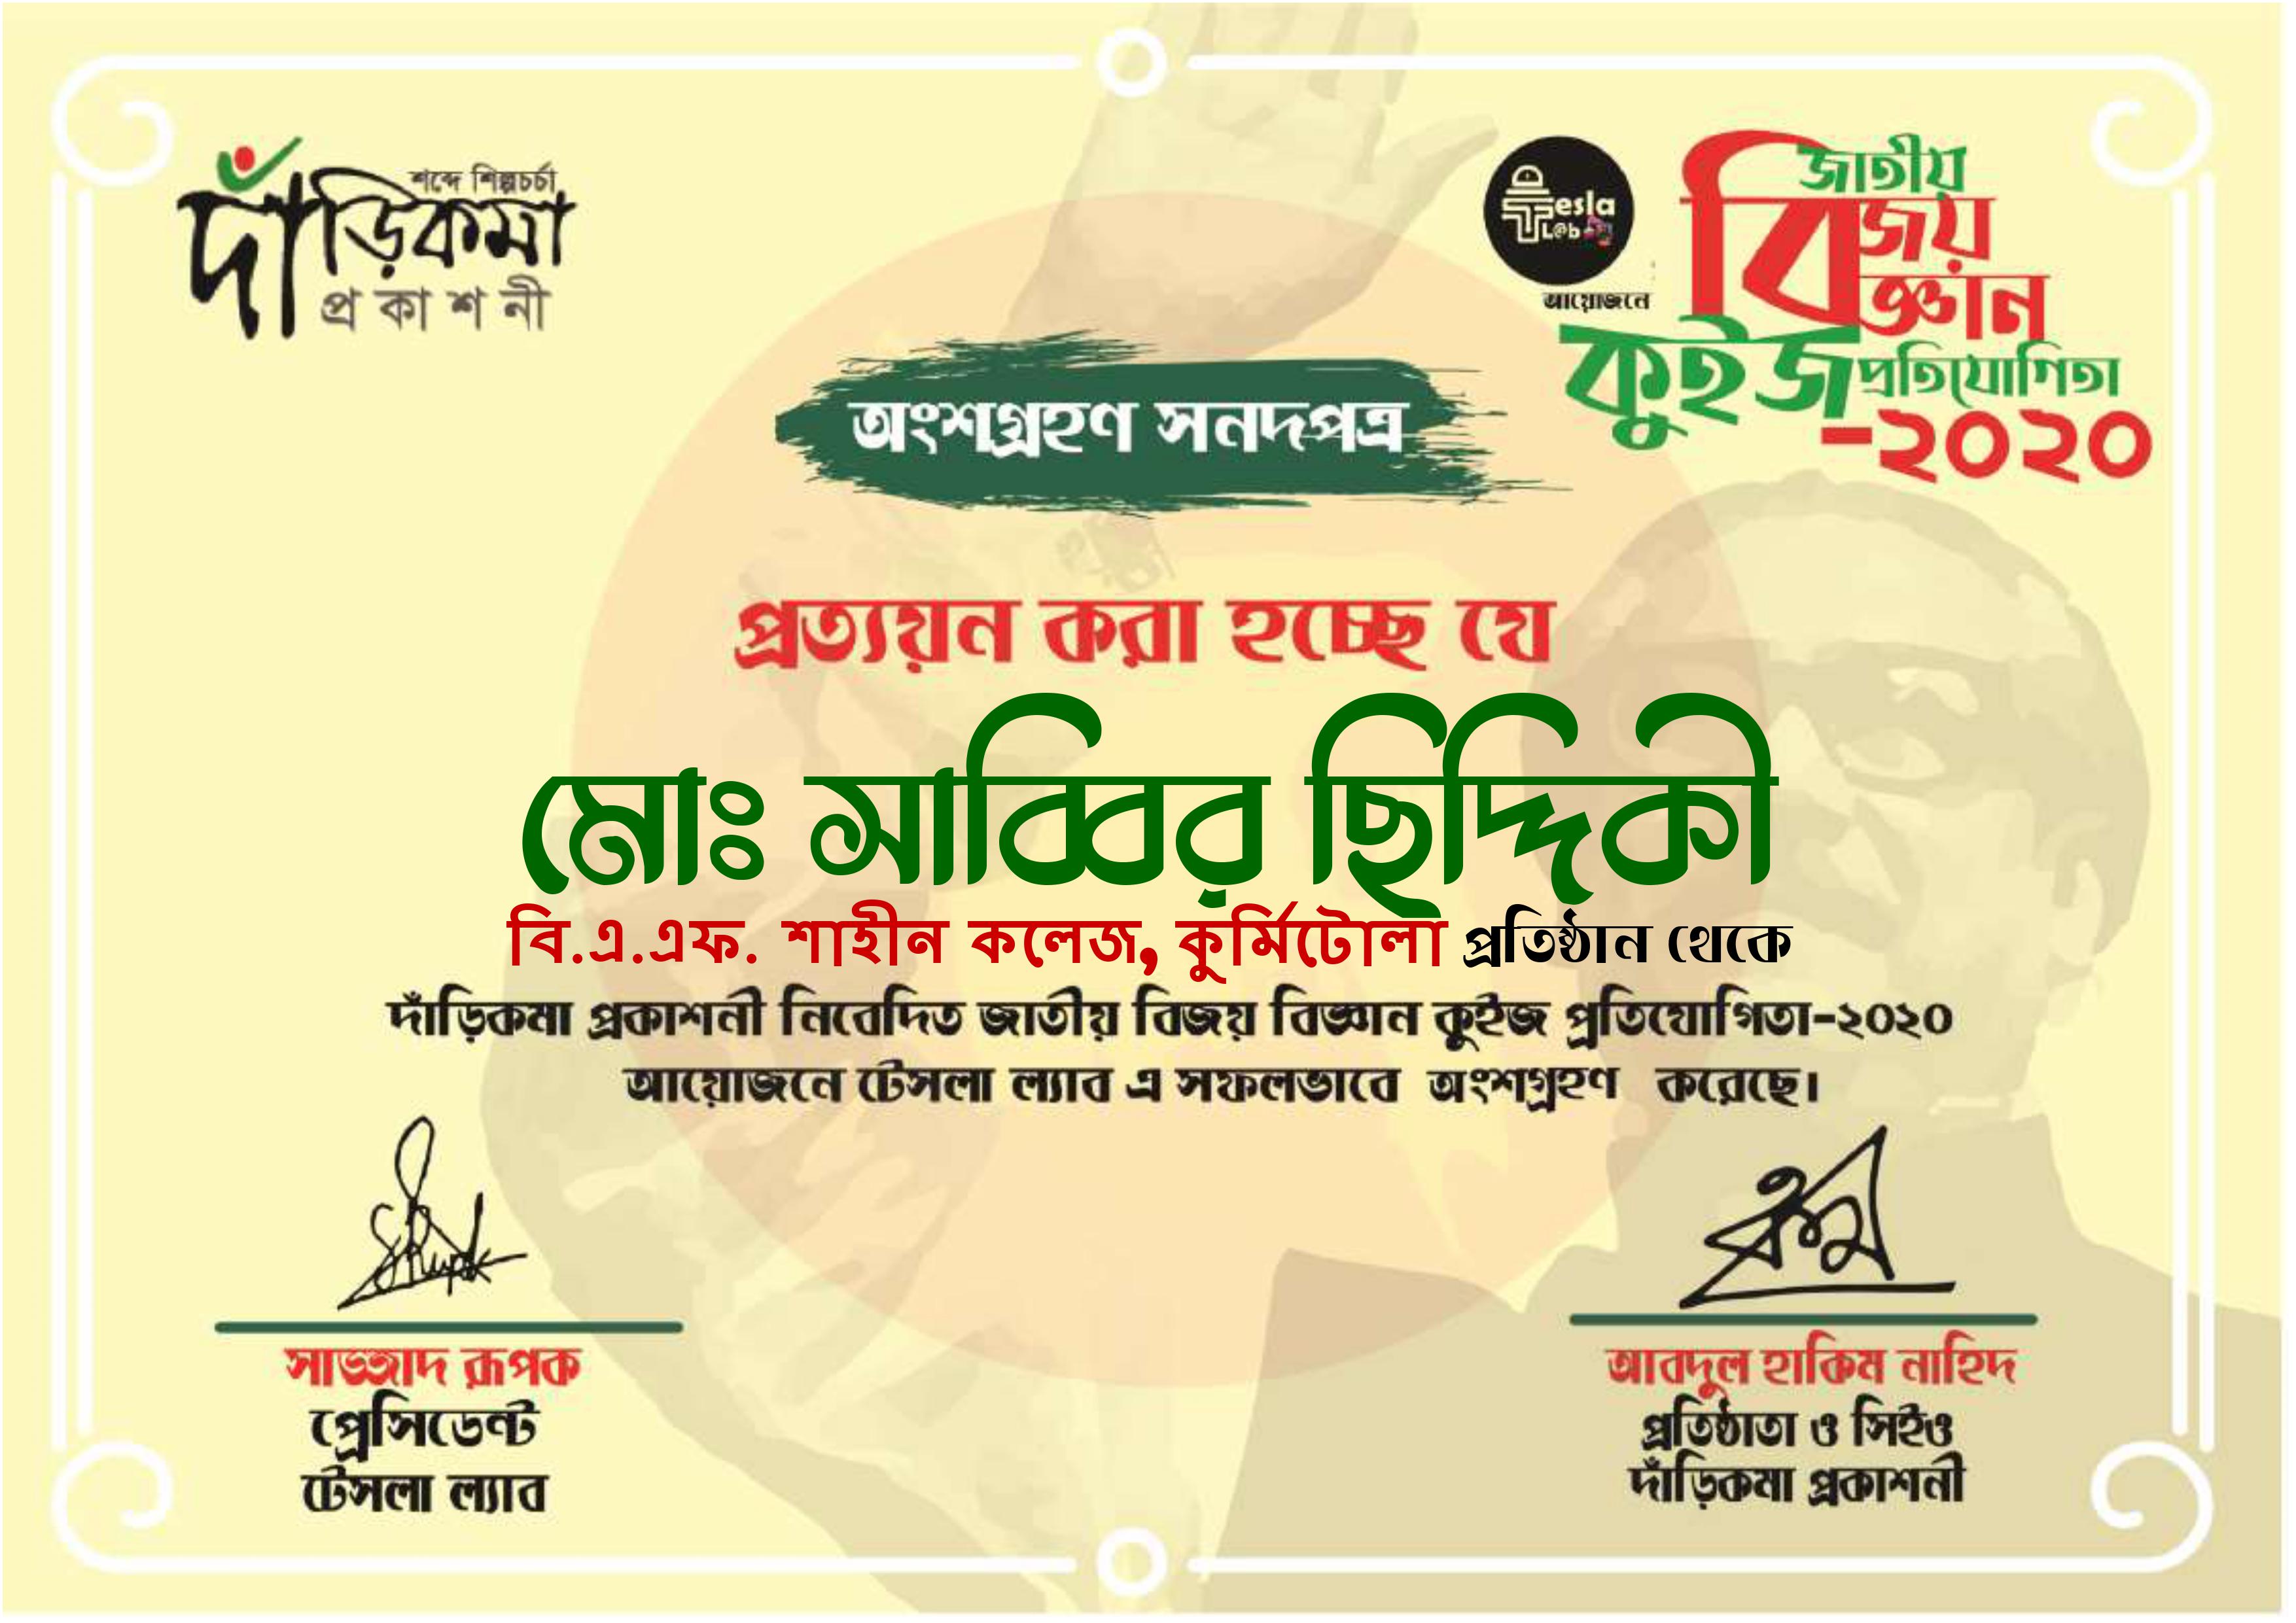 শব্দে শিল্পচর্চা
দাঁড়িকমা
প্রকাশনী
Tesla
L@b
আয়োজনে
জাতীয়
বিজয়
বিজ্ঞান
কুইজ প্রতিযোগিতা
-২০২০
অংশগ্রহণ সনদপত্র
প্রত্যয়ন করা হচ্ছে যে
মোঃ সাব্বির ছিদ্দিকী
বি.এ.এফ. শাহীন কলেজ, কুর্মিটোলা প্রতিষ্ঠান থেকে
দাঁড়িকমা প্রকাশনী নিবেদিত জাতীয় বিজয় বিজ্ঞান কুইজ প্রতিযোগিতা-২০২০
আয়োজনে টেসলা ল্যাব এ সফলভাবে অংশগ্রহণ করেছে।
সাজ্জাদ রূপক
প্রেসিডেন্ট
টেসলা ল্যাব
আবদুল হাকিম নাহিদ
প্রতিষ্ঠাতা ও সিইও
দাঁড়িকমা প্রকাশনী